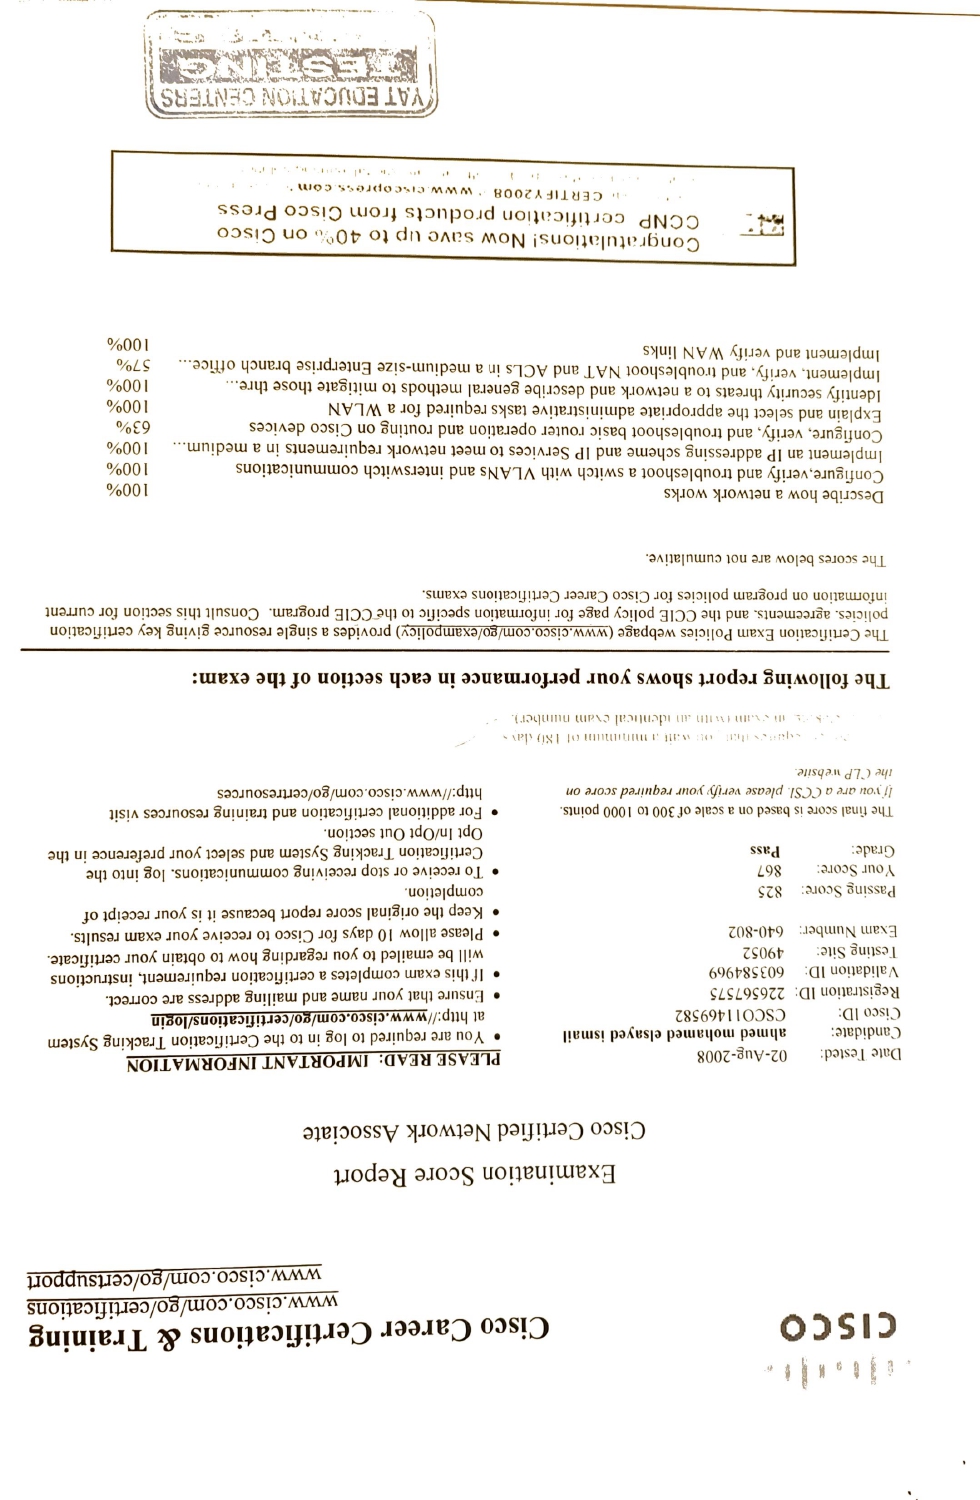 CISCO
Cisco Career Certifications & Training
www.cisco.com/go/certifications
www.cisco.com/go/certsupport
Examination Score Report
Cisco Certified Network Associate
Date Tested: 02-Aug-2008
Candidate: ahmed mohamed elsayed ismail
Cisco ID: CSCO11469582
Registration ID: 226567575
Validation ID: 603584969
Testing Site: 49052
Exam Number: 640-802
Passing Score: 825
Your Score: 867
Grade: Pass
The final score is based on a scale of 300 to 1000 points.
If you are a CCSI. please verify your required score on
the CLP website.
PLEASE READ: IMPORTANT INFORMATION
• You are required to log in to the Certification Tracking System
at http://www.cisco.com/go/certifications/login
• Ensure that your name and mailing address are correct.
• If this exam completes a certification requirement, instructions
will be emailed to you regarding how to obtain your certificate.
• Please allow 10 days for Cisco to receive your exam results.
• Keep the original score report because it is your receipt of
completion.
• To receive or stop receiving communications. log into the
Certification Tracking System and select your preference in the
Opt In/Opt Out section.
• For additional certification and training resources visit
http://www.cisco.com/go/certresources
wait a minimum of 180 days
exam (with an identical exam number).
The following report shows your performance in each section of the exam:
The Certification Exam Policies webpage (www.cisco.com/go/exampolicy) provides a single resource giving key certification
policies. agreements. and the CCIE policy page for information specific to the CCIE program. Consult this section for current
information on program policies for Cisco Career Certifications exams.
The scores below are not cumulative.
Describe how a network works 100%
Configure,verify and troubleshoot a switch with VLANs and interswitch communications 100%
Implement an IP addressing scheme and IP Services to meet network requirements in a medium... 100%
Configure, verify, and troubleshoot basic router operation and routing on Cisco devices 63%
Explain and select the appropriate administrative tasks required for a WLAN 100%
Identify security threats to a network and describe general methods to mitigate those thre... 100%
Implement. verify, and troubleshoot NAT and ACLs in a medium-size Enterprise branch office... 57%
Implement and verify WAN links 100%
Congratulations! Now save up to 40% on Cisco
CCNP certification products from Cisco Press
CERTIFY2008 www.ciscopress.com
YAT EDUCATION CENTERS
TESTING